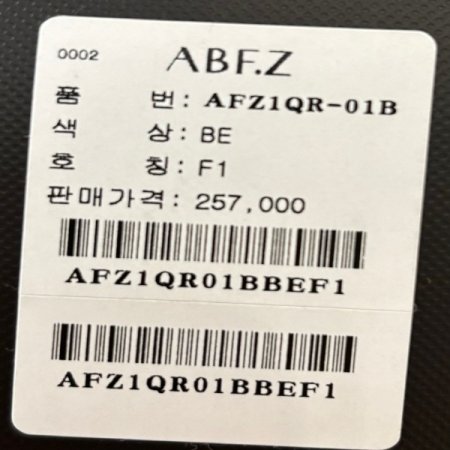 0002 ABF.Z
품 번: AFZ1QR-01B
색 상: BE
호 칭: F1
판매가격: 257,000
AFZ1QR01BBEF1
AFZ1QR01BBEF1